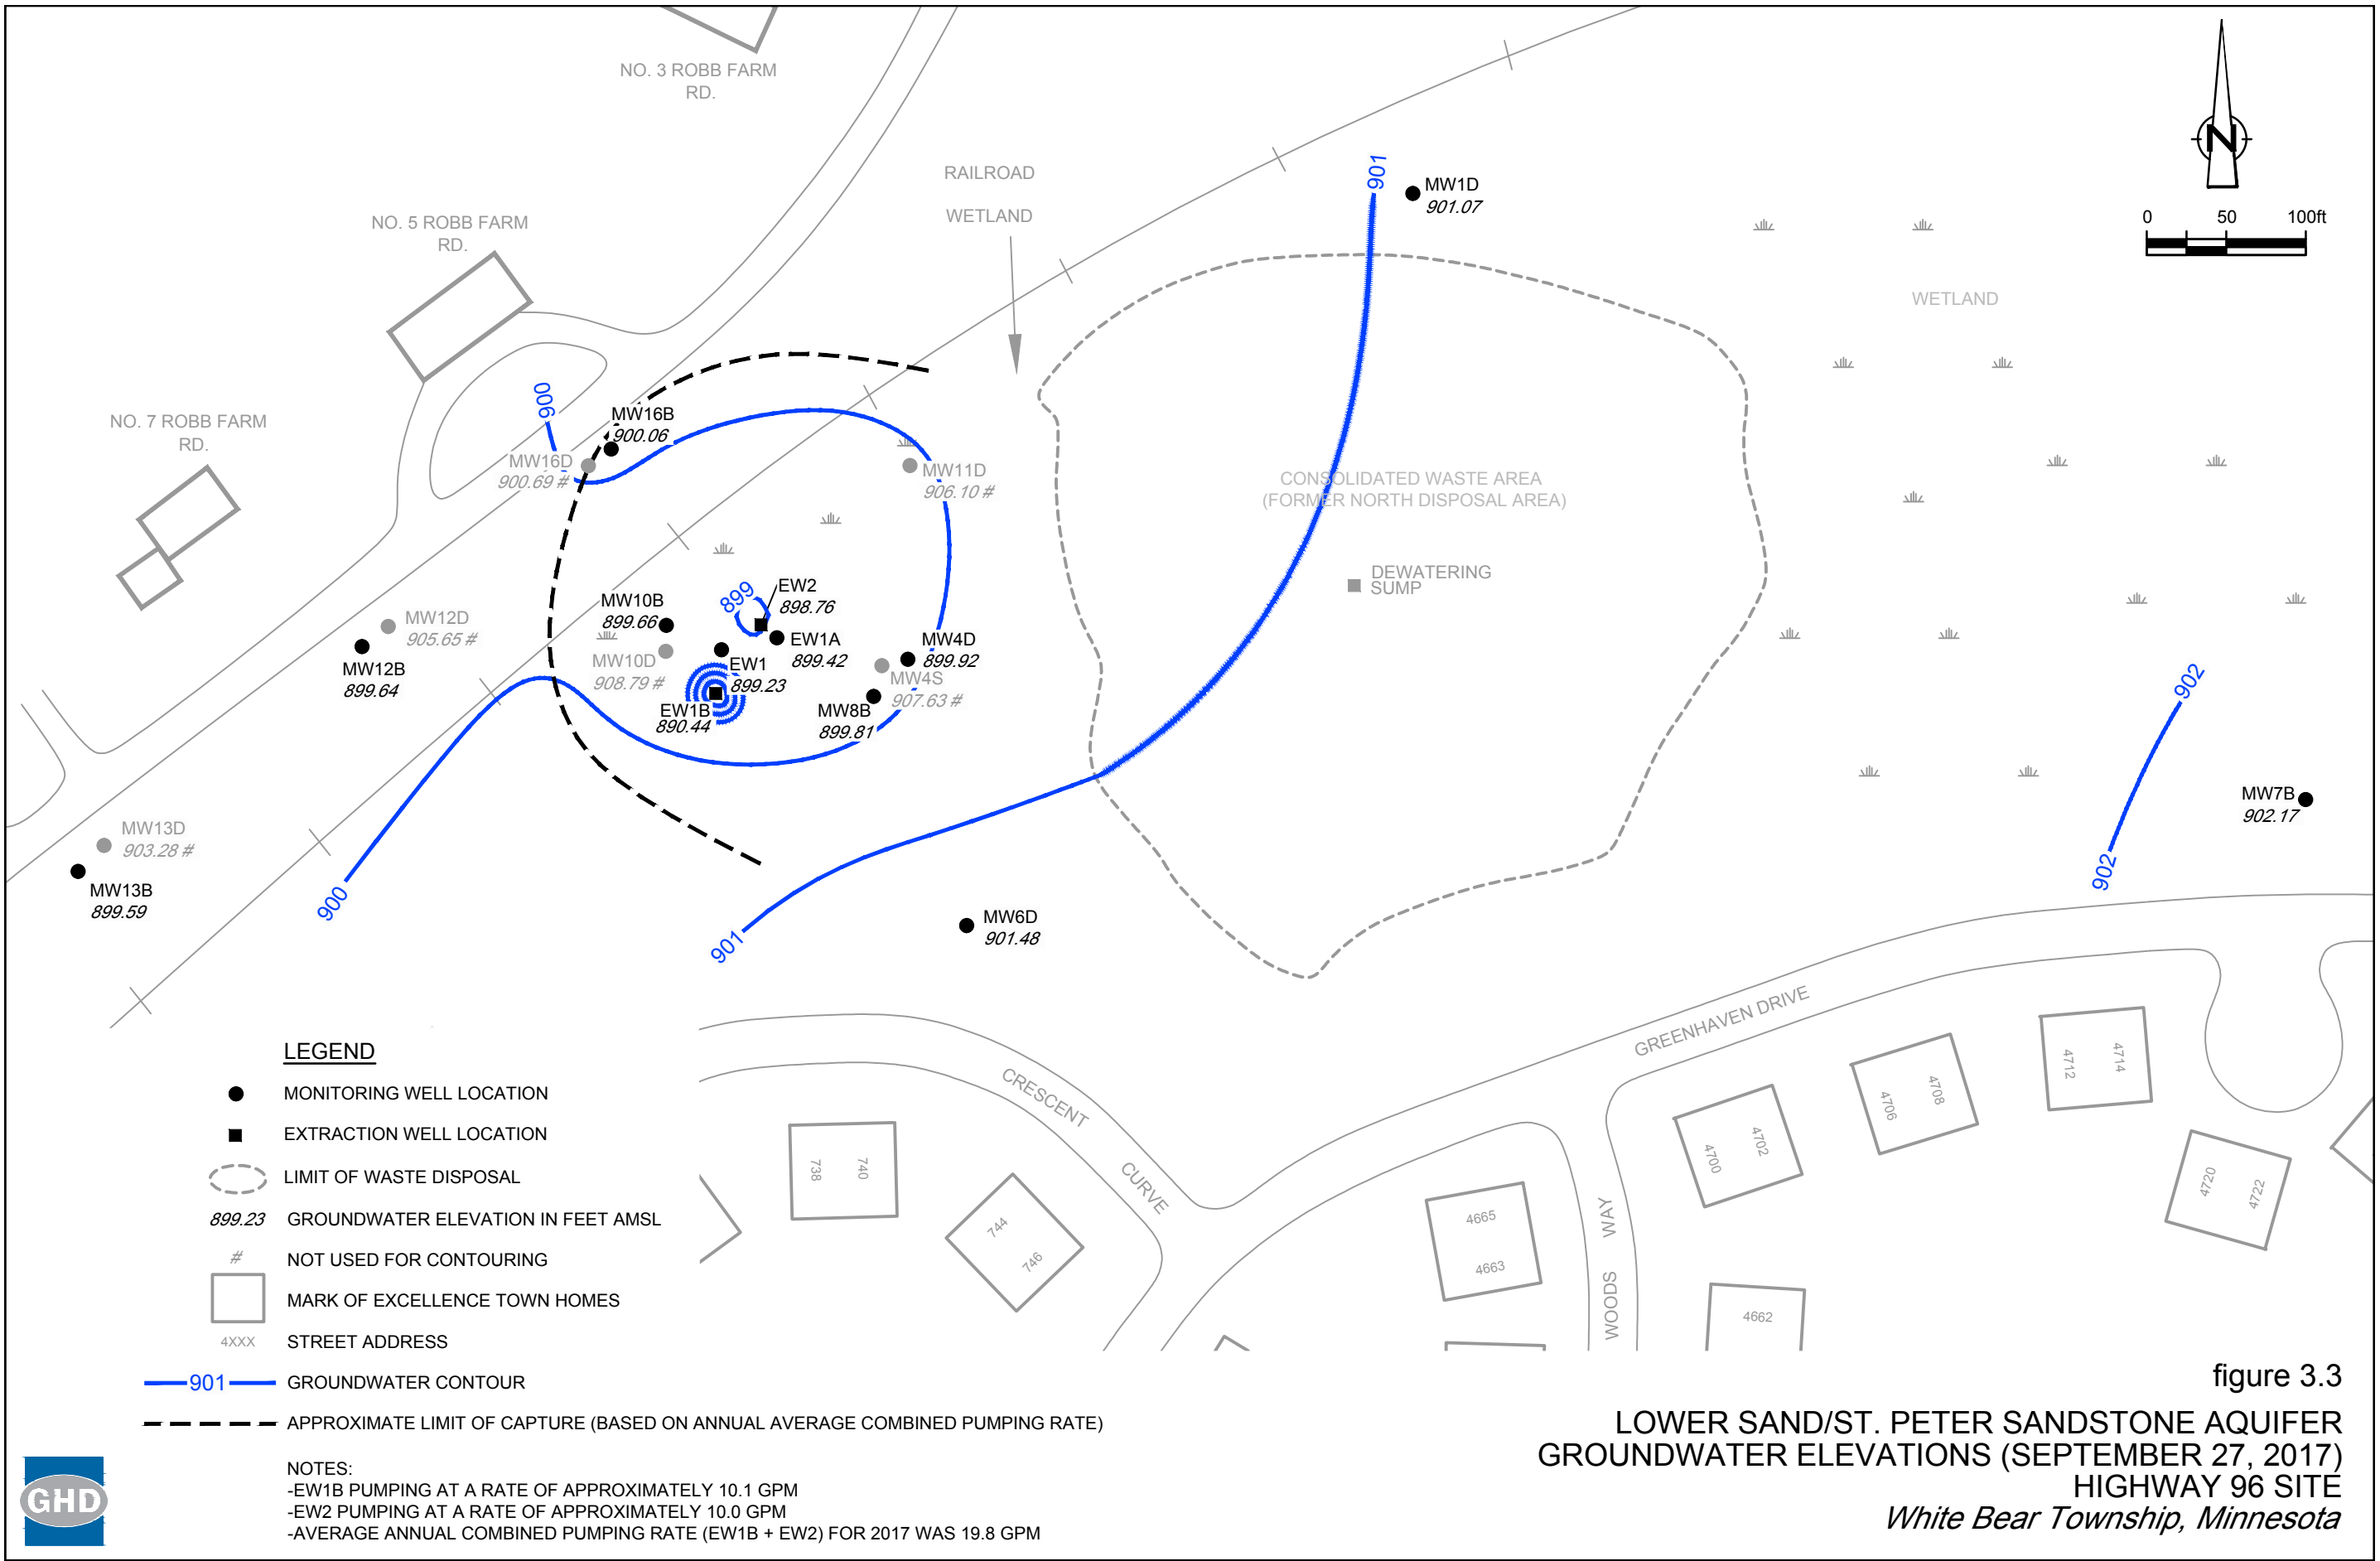 NO. 3 ROBB FARM
RD.
RAILROAD
WETLAND
901
MW1D
901.07
N
0 50 100ft
WETLAND
NO. 5 ROBB FARM
RD.
900
MW16B
900.06
MW16D
900.69 #
NO. 7 ROBB FARM
RD.
MW11D
906.10 #
CONSOLIDATED WASTE AREA
(FORMER NORTH DISPOSAL AREA)
DEWATERING
SUMP
899
EW2
898.76
MW10B
899.66
EW1A
899.42
MW4D
899.92
MW12D
905.65 #
MW12B
899.64
MW10D
908.79 #
EW1
899.23
MW4S
907.63 #
EW1B
890.44
MW8B
899.81
902
MW7B
902.17
902
MW13D
903.28 #
MW13B
899.59
900
901
MW6D
901.48
GREENHAVEN DRIVE
CRESCENT
CURVE
WOODS WAY
738
740
744
746
4665
4663
4700
4702
4706
4708
4712
4714
4720
4722
4662
LEGEND
MONITORING WELL LOCATION
EXTRACTION WELL LOCATION
LIMIT OF WASTE DISPOSAL
899.23 GROUNDWATER ELEVATION IN FEET AMSL
# NOT USED FOR CONTOURING
MARK OF EXCELLENCE TOWN HOMES
4XXX STREET ADDRESS
901 GROUNDWATER CONTOUR
APPROXIMATE LIMIT OF CAPTURE (BASED ON ANNUAL AVERAGE COMBINED PUMPING RATE)
NOTES:
-EW1B PUMPING AT A RATE OF APPROXIMATELY 10.1 GPM
-EW2 PUMPING AT A RATE OF APPROXIMATELY 10.0 GPM
-AVERAGE ANNUAL COMBINED PUMPING RATE (EW1B + EW2) FOR 2017 WAS 19.8 GPM
GHD
figure 3.3
LOWER SAND/ST. PETER SANDSTONE AQUIFER
GROUNDWATER ELEVATIONS (SEPTEMBER 27, 2017)
HIGHWAY 96 SITE
White Bear Township, Minnesota